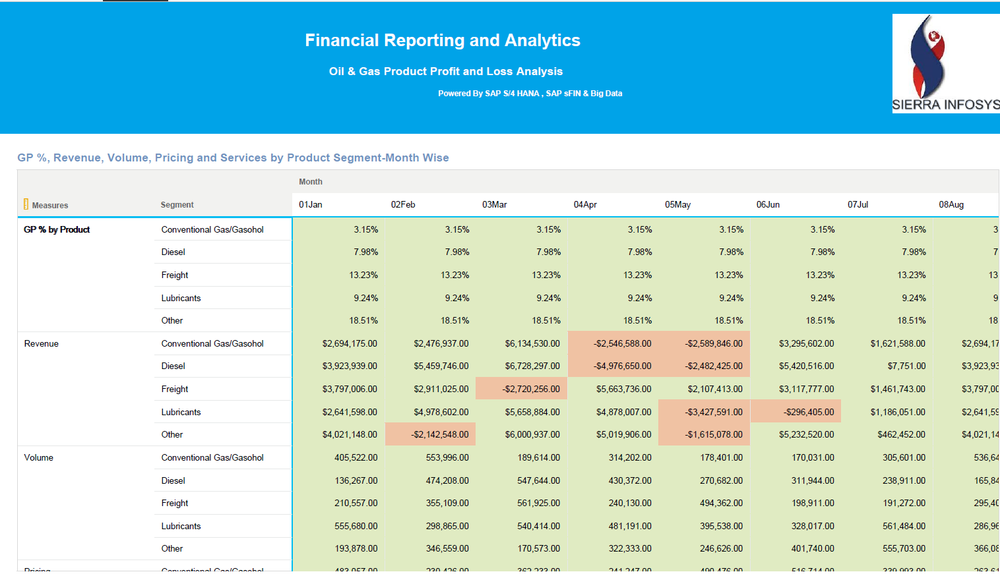 Financial Reporting and Analytics
Oil & Gas Product Profit and Loss Analysis
Powered By SAP S/4 HANA , SAP sFIN & Big Data
SIERRA INFOSYS
GP %, Revenue, Volume, Pricing and Services by Product Segment-Month Wise
Month
Measures Segment 01Jan 02Feb 03Mar 04Apr 05May 06Jun 07Jul 08Aug
GP % by Product Conventional Gas/Gasohol 3.15% 3.15% 3.15% 3.15% 3.15% 3.15% 3.15% 3
Diesel 7.98% 7.98% 7.98% 7.98% 7.98% 7.98% 7.98% 7
Freight 13.23% 13.23% 13.23% 13.23% 13.23% 13.23% 13.23% 13
Lubricants 9.24% 9.24% 9.24% 9.24% 9.24% 9.24% 9.24% 9
Other 18.51% 18.51% 18.51% 18.51% 18.51% 18.51% 18.51% 18
Revenue Conventional Gas/Gasohol $2,694,175.00 $2,476,937.00 $6,134,530.00 -$2,546,588.00 -$2,589,846.00 $3,295,602.00 $1,621,588.00 $2,694,17
Diesel $3,923,939.00 $5,459,746.00 $6,728,297.00 -$4,976,650.00 -$2,482,425.00 $5,420,516.00 $7,751.00 $3,923,93
Freight $3,797,006.00 $2,911,025.00 -$2,720,256.00 $5,663,736.00 $2,107,413.00 $3,117,777.00 $1,461,743.00 $3,797,00
Lubricants $2,641,598.00 $4,978,602.00 $5,658,884.00 $4,878,007.00 -$3,427,591.00 -$296,405.00 $1,186,051.00 $2,641,59
Other $4,021,148.00 -$2,142,548.00 $6,000,937.00 $5,019,906.00 -$1,615,078.00 $5,232,520.00 $462,452.00 $4,021,14
Volume Conventional Gas/Gasohol 405,522.00 553,996.00 189,614.00 314,202.00 178,401.00 170,031.00 305,601.00 536,64
Diesel 136,267.00 474,208.00 547,644.00 430,372.00 270,682.00 311,944.00 238,911.00 165,84
Freight 210,557.00 355,109.00 561,925.00 240,130.00 494,362.00 198,911.00 191,272.00 295,40
Lubricants 555,680.00 298,865.00 540,414.00 481,191.00 395,538.00 328,017.00 561,484.00 286,96
Other 193,878.00 346,559.00 170,573.00 322,333.00 246,626.00 401,740.00 555,703.00 366,08
Pricing Conventional Gas/Gasohol